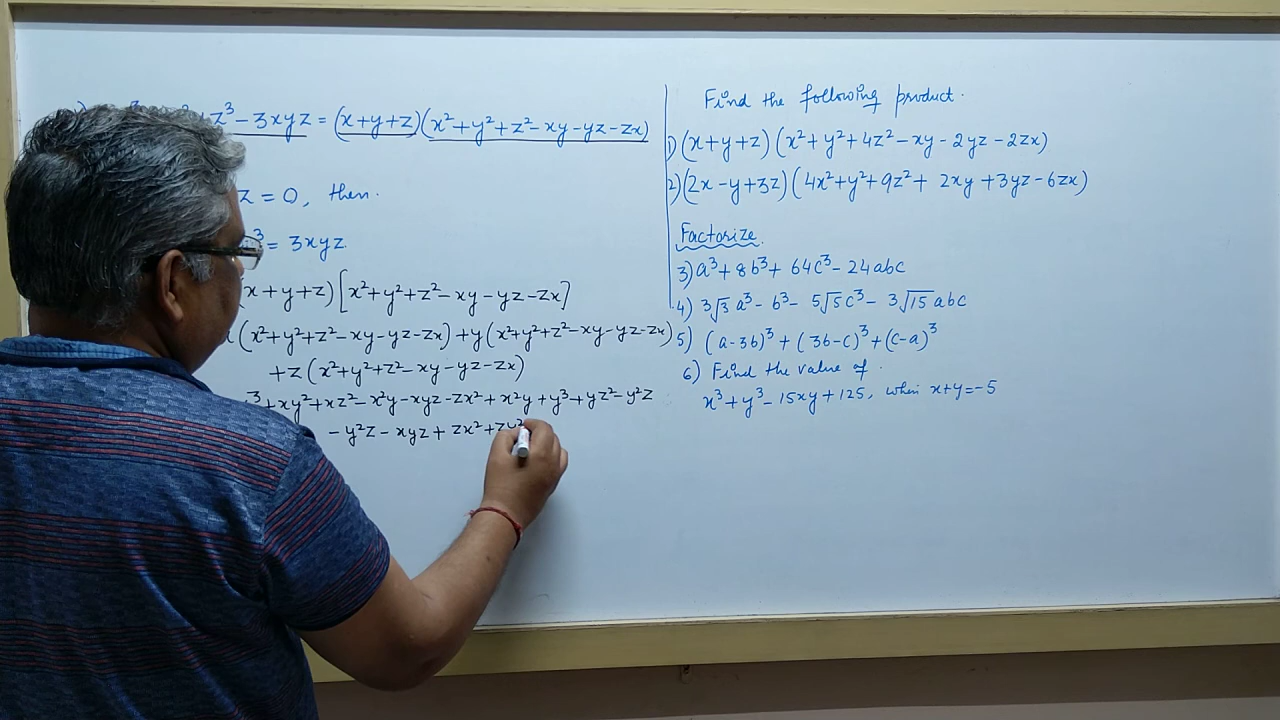 z³ - 3xyz = (x+y+z)(x²+y²+z²-xy-yz-zx)
z = 0, then.
³ = 3xyz.
x+y+z)[x²+y²+z²-xy-yz-zx]
(x²+y²+z²-xy-yz-zx)+y(x²+y²+z²-xy-yz-zx)
+z(x²+y²+z²-xy-yz-zx)
³+xy²+xz²-x²y-xyz-zx²+x²y+y³+yz²-y²z
-y²z-xyz+zx²+zy²
Find the following product.
1) (x+y+z)(x²+y²+4z²-xy-2yz-2zx)
2) (2x-y+3z)(4x²+y²+9z²+2xy+3yz-6zx)
Factorize.
3) a³+8b³+64c³-24abc
4) 3√3a³-b³-5√5c³-3√15abc
5) (a-3b)³+(3b-c)³+(c-a)³
6) Find the value of.
x³+y³-15xy+125, when x+y=-5